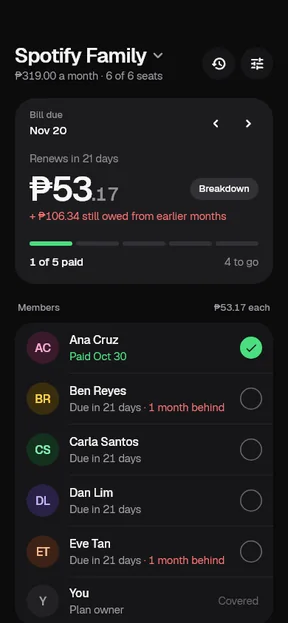 Spotify Family
₱319.00 a month · 6 of 6 seats
Bill due
Nov 20
Renews in 21 days
₱53.17
Breakdown
+ ₱106.34 still owed from earlier months
1 of 5 paid
4 to go
Members
₱53.17 each
AC
Ana Cruz
Paid Oct 30
BR
Ben Reyes
Due in 21 days · 1 month behind
CS
Carla Santos
Due in 21 days
DL
Dan Lim
Due in 21 days
ET
Eve Tan
Due in 21 days · 1 month behind
Y
You
Plan owner
Covered